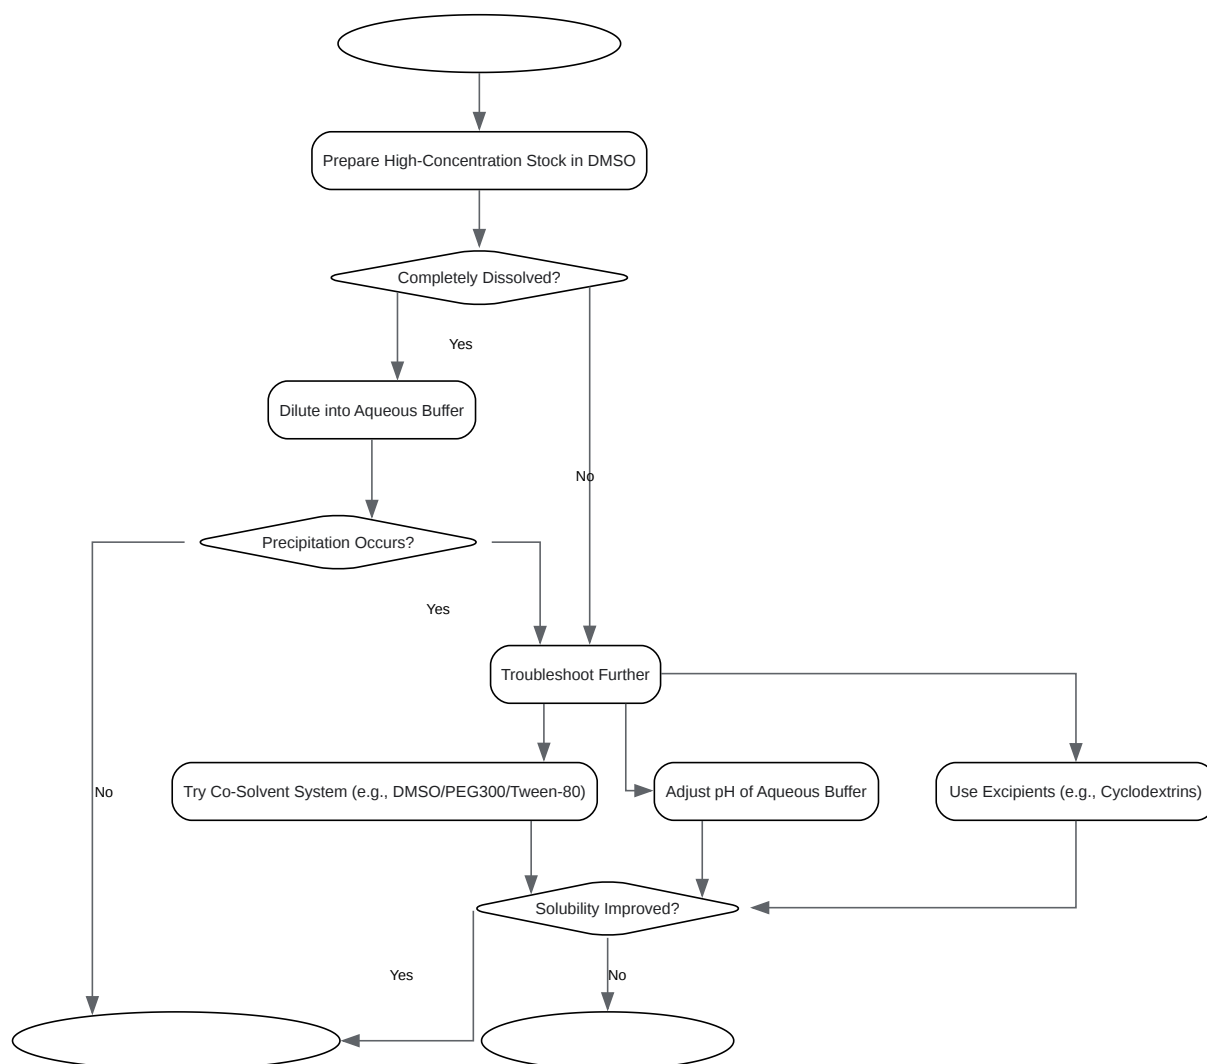 Prepare High-Concentration Stock in DMSO
Completely Dissolved?
Yes
Dilute into Aqueous Buffer
No
Precipitation Occurs?
Yes
Troubleshoot Further
No
Try Co-Solvent System (e.g., DMSO/PEG300/Tween-80)
Adjust pH of Aqueous Buffer
Use Excipients (e.g., Cyclodextrins)
Solubility Improved?
Yes
No